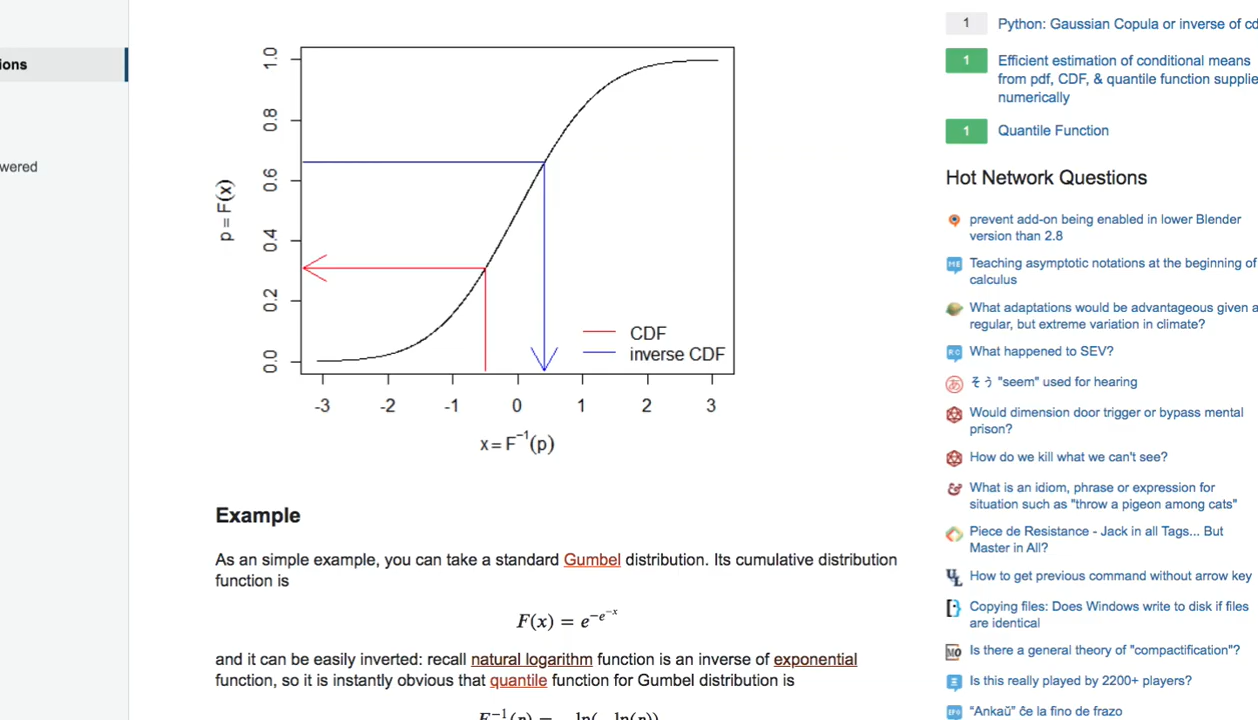 ions
wered
1.0
0.8
0.6
0.4
0.2
0.0
p = F(x)
CDF
inverse CDF
-3 -2 -1 0 1 2 3
x = F⁻¹(p)
Example
As an simple example, you can take a standard Gumbel distribution. Its cumulative distribution
function is
F(x) = e^{-e^{-x}}
and it can be easily inverted: recall natural logarithm function is an inverse of exponential
function, so it is instantly obvious that quantile function for Gumbel distribution is
F⁻¹(p) = −ln(−ln(p))
1 Python: Gaussian Copula or inverse of cd
1 Efficient estimation of conditional means
from pdf, CDF, & quantile function supplie
numerically
1 Quantile Function
Hot Network Questions
prevent add-on being enabled in lower Blender
version than 2.8
ME Teaching asymptotic notations at the beginning of
calculus
What adaptations would be advantageous given a
regular, but extreme variation in climate?
RC What happened to SEV?
あ そう "seem" used for hearing
Would dimension door trigger or bypass mental
prison?
How do we kill what we can't see?
& What is an idiom, phrase or expression for
situation such as "throw a pigeon among cats"
Piece de Resistance - Jack in all Tags... But
Master in All?
UL How to get previous command without arrow key
Copying files: Does Windows write to disk if files
are identical
MO Is there a general theory of "compactification"?
Is this really played by 2200+ players?
EPO "Ankaŭ" ĉe la fino de frazo